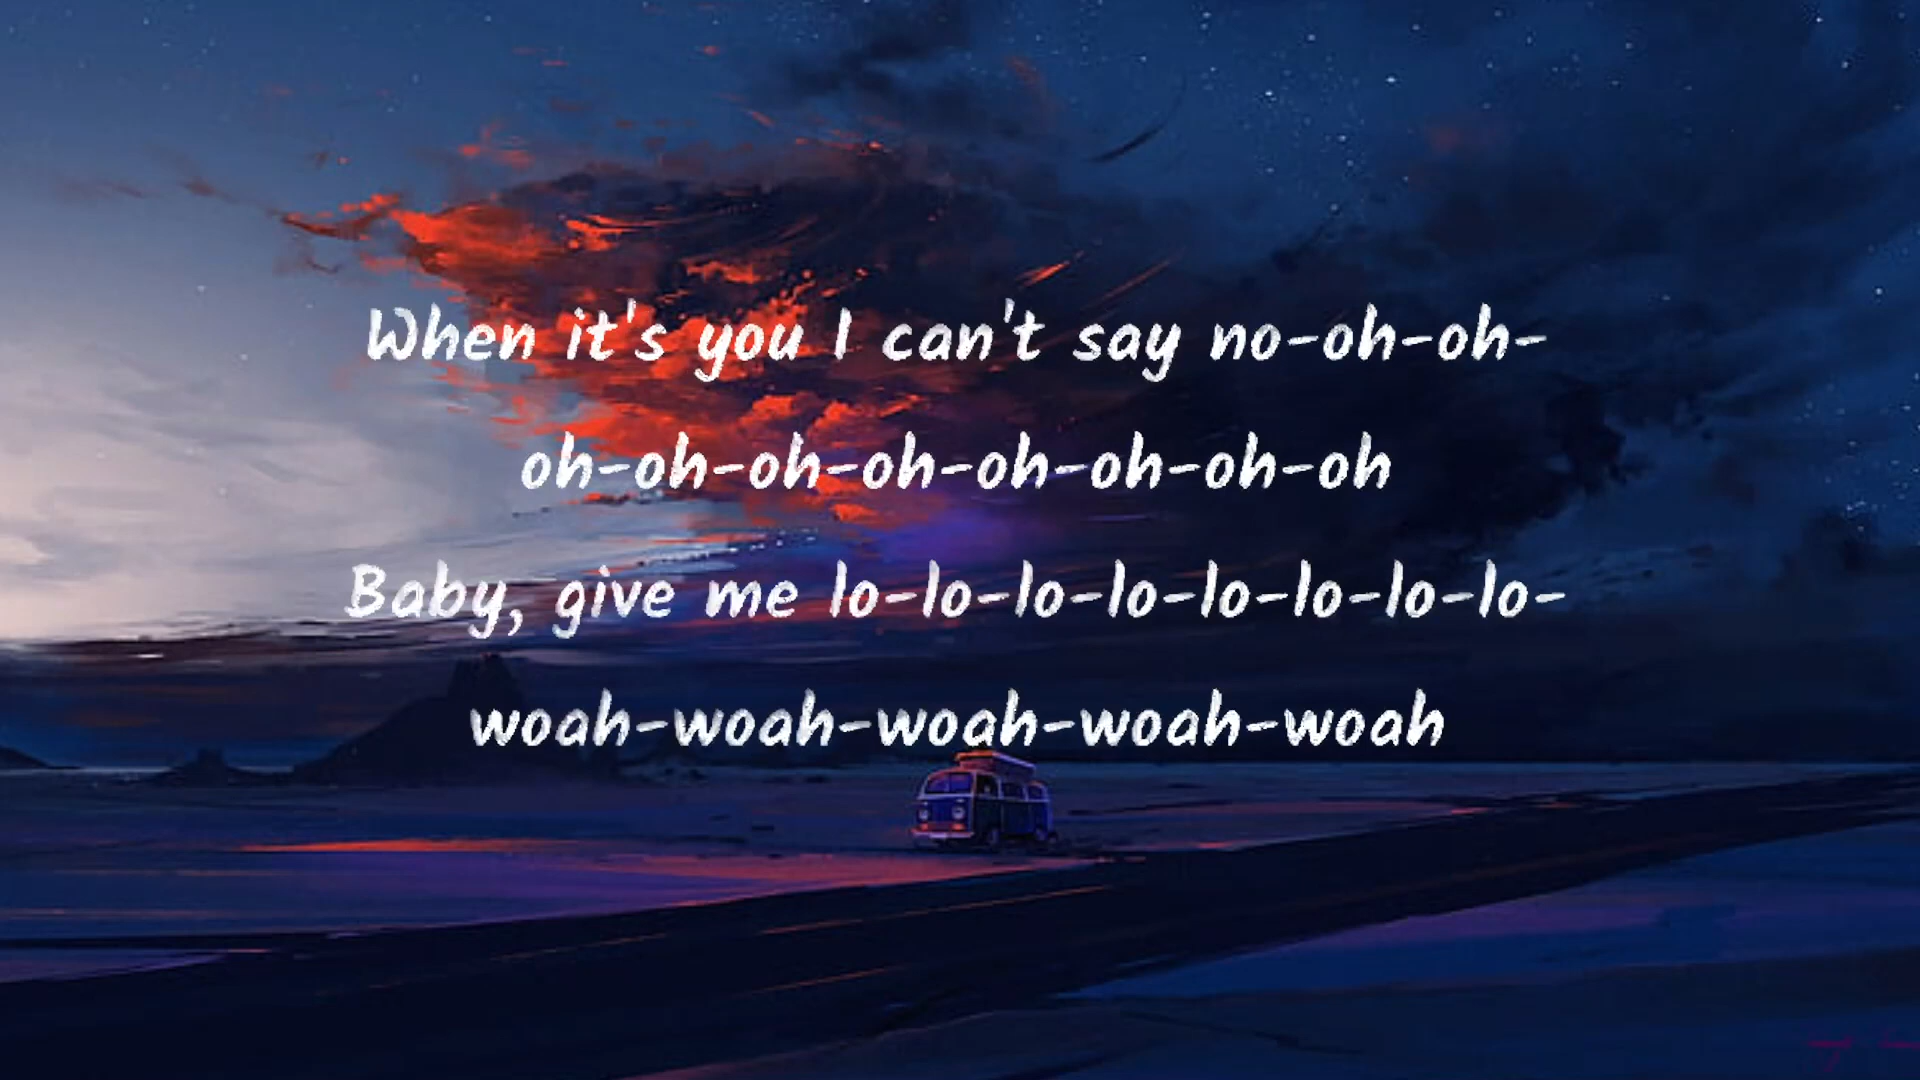 When it's you I can't say no-oh-oh-
oh-oh-oh-oh-oh-oh-oh-oh
Baby, give me lo-lo-lo-lo-lo-lo-lo-lo-
woah-woah-woah-woah-woah